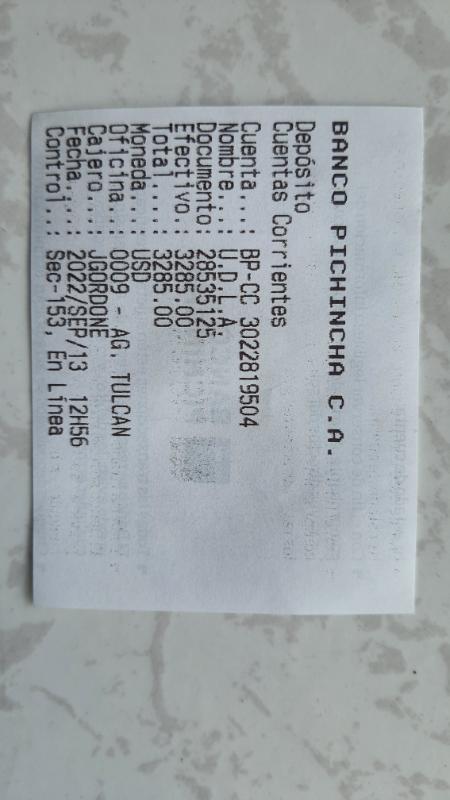 BANCO PICHINCHA C.A.
Depósito
Cuentas Corrientes
Cuenta...: BP-CC 3022819504
Nombre..: U.D.L.A.
Documento: 28535125
Efectivo.: 3285.00
Total....: 3285.00
Moneda...: USD
Oficina..: 0009 - AG. TULCAN
Cajero...: JGORDONE
Fecha....: 2022/SEP/13 12H56
Control..: Sec-153, En Línea